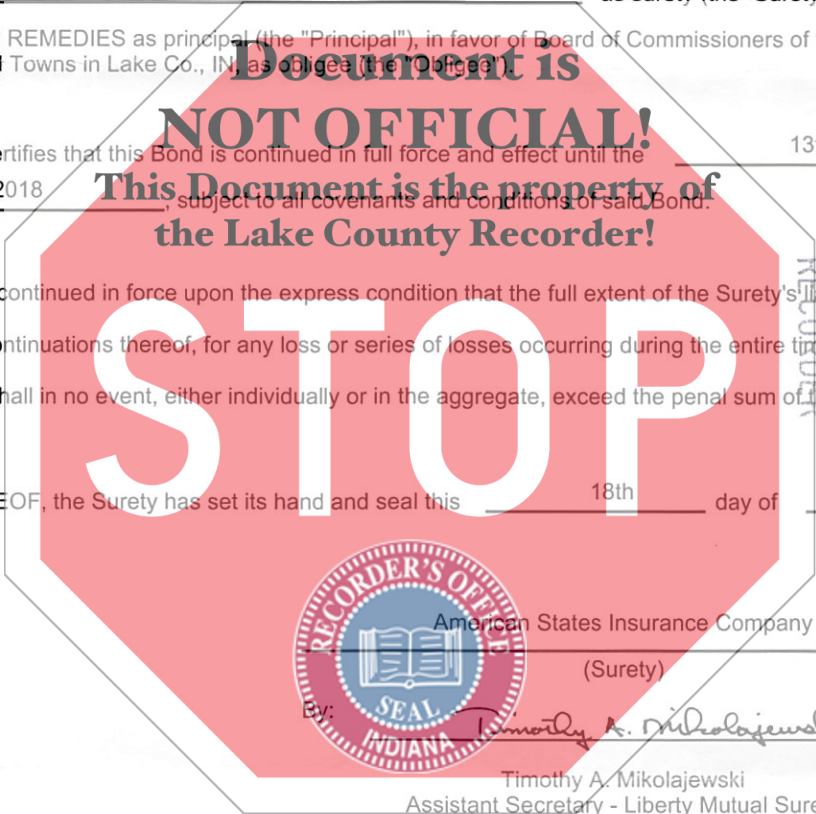 REMEDIES as principal (the "Principal"), in favor of Board of Commissioners of
Towns in Lake Co., IN, as obligee (the "Obligee").
Document is
NOT OFFICIAL!
rtifies that this Bond is continued in full force and effect until the 13
This Document is the property of
2018, subject to all covenants and conditions of said Bond.
the Lake County Recorder!
RECORDER
continued in force upon the express condition that the full extent of the Surety's
ntinuations thereof, for any loss or series of losses occurring during the entire
hall in no event, either individually or in the aggregate, exceed the penal sum of
STOP
EOF, the Surety has set its hand and seal this 18th day of
RECORDER'S OFFICE
SEAL
INDIANA
American States Insurance Company
(Surety)
By: Timothy A. Mikolajews
Timothy A. Mikolajewski
Assistant Secretary - Liberty Mutual Sure